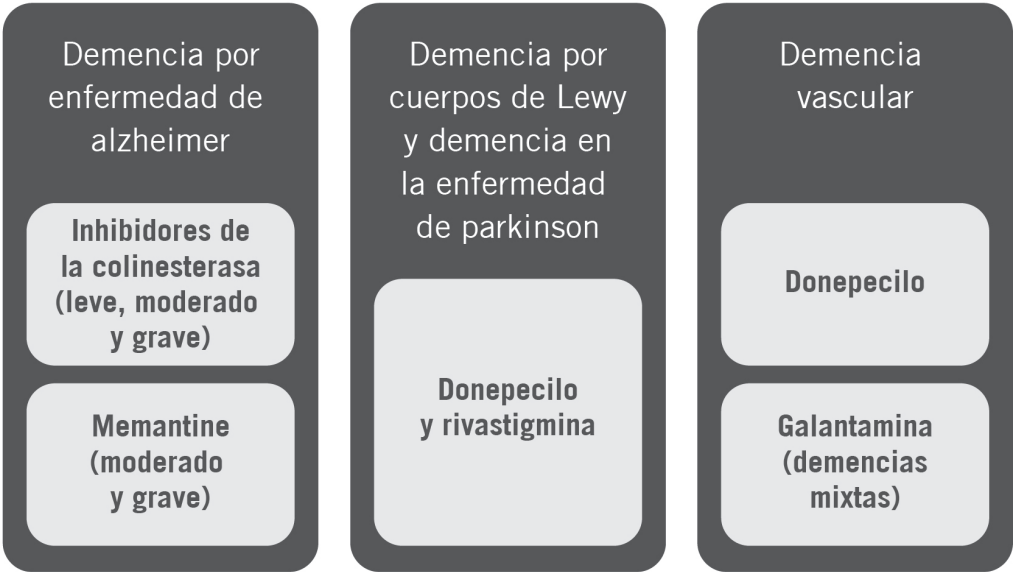 Demencia por
enfermedad de
alzheimer
Inhibidores de
la colinesterasa
(leve, moderado
y grave)
Memantine
(moderado
y grave)
Demencia por
cuerpos de Lewy
y demencia en
la enfermedad
de parkinson
Donepecilo
y rivastigmina
Demencia
vascular
Donepecilo
Galantamina
(demencias
mixtas)